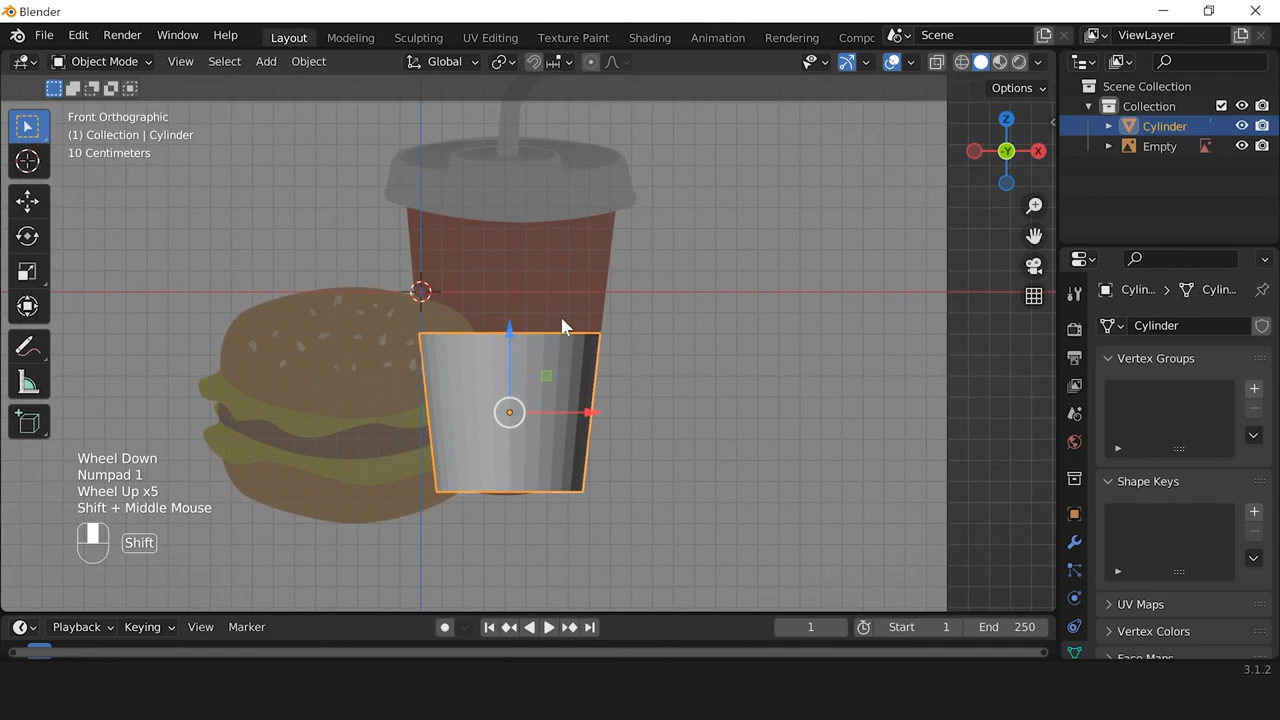 Blender
File Edit Render Window Help
Layout Modeling Sculpting UV Editing Texture Paint Shading Animation Rendering Compc
Scene
ViewLayer
Object Mode View Select Add Object
Global
Options
Front Orthographic
(1) Collection | Cylinder
10 Centimeters
Z
-Y
X
Scene Collection
Collection
Cylinder
Empty
Cylin...
Cylin...
Cylinder
Vertex Groups
Shape Keys
UV Maps
Vertex Colors
Face Maps
Wheel Down
Numpad 1
Wheel Up x5
Shift + Middle Mouse
Shift
Playback Keying View Marker
1
Start 1
End 250
3.1.2